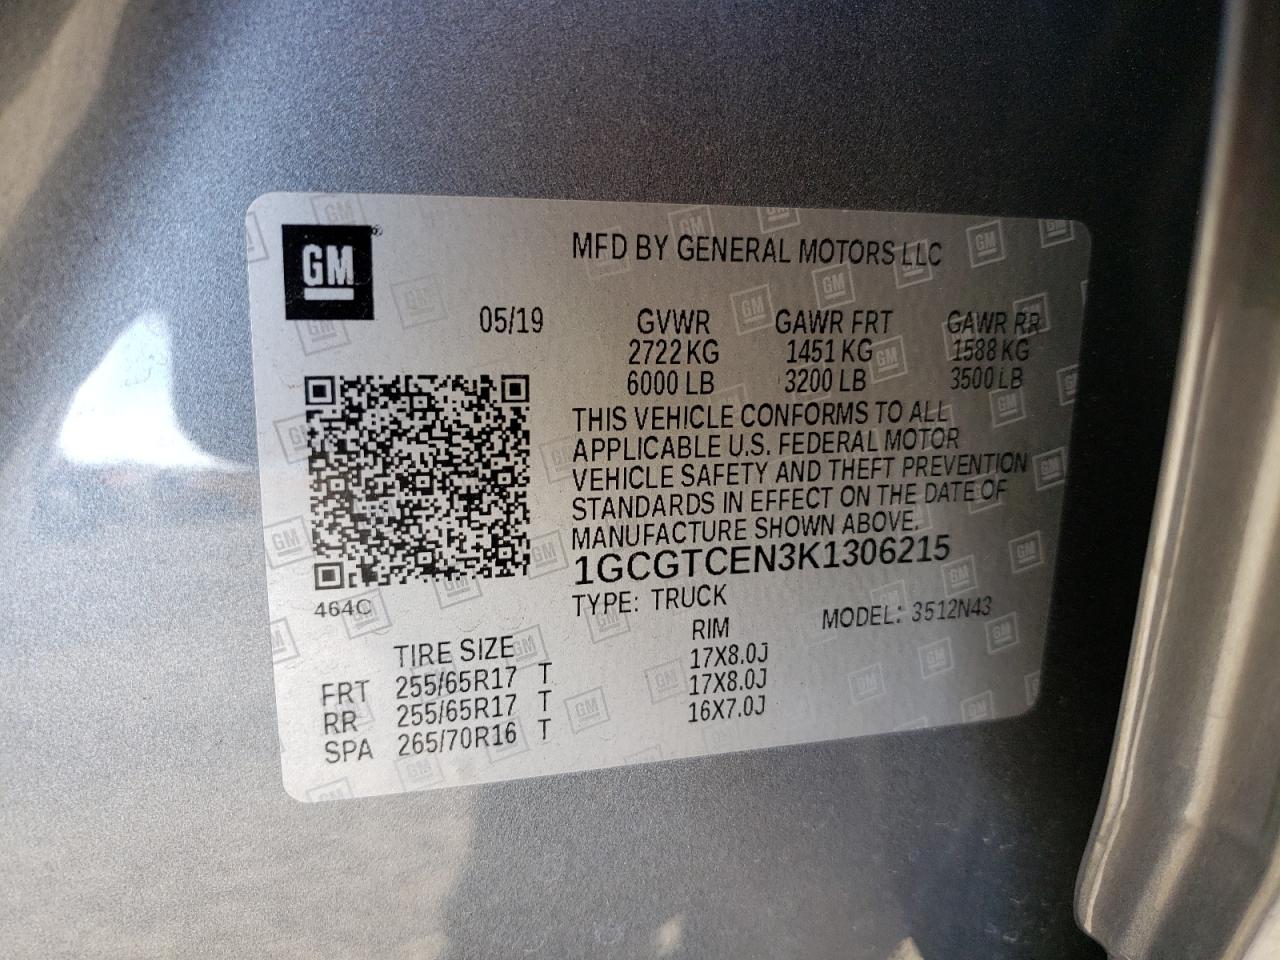 GM
MFD BY GENERAL MOTORS LLC
05/19 GVWR GAWR FRT GAWR RR
2722 KG 1451 KG 1588 KG
6000 LB 3200 LB 3500 LB
THIS VEHICLE CONFORMS TO ALL
APPLICABLE U.S. FEDERAL MOTOR
VEHICLE SAFETY AND THEFT PREVENTION
STANDARDS IN EFFECT ON THE DATE OF
MANUFACTURE SHOWN ABOVE.
1GCGTCEN3K1306215
464C TYPE: TRUCK MODEL: 3512N43
TIRE SIZE RIM
FRT 255/65R17 T 17X8.0J
RR 255/65R17 T 17X8.0J
SPA 265/70R16 T 16X7.0J